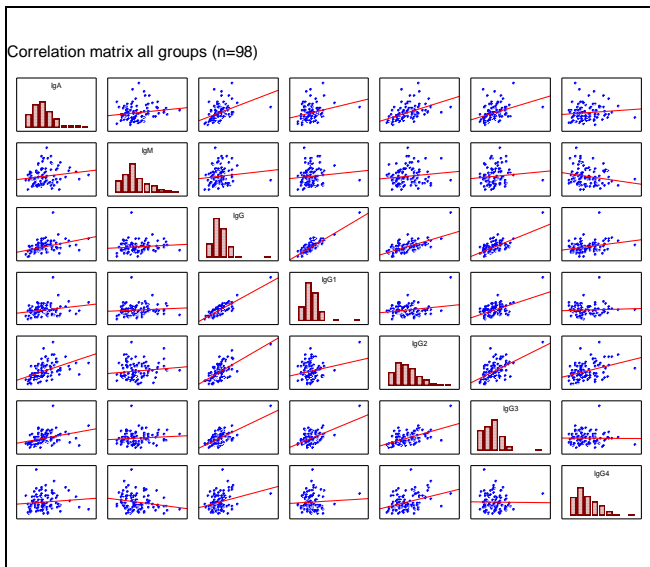 Correlation matrix all groups (n=98)
IgA
IgM
IgG
IgG1
IgG2
IgG3
IgG4